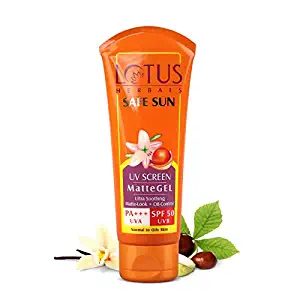 LOTUS
HERBALS
SAFE SUN
UV SCREEN
MatteGEL
Ultra Soothing
Matte-Look • Oil-Control
PA+++
UVA
SPF 50
UVB
Normal to Oily Skin